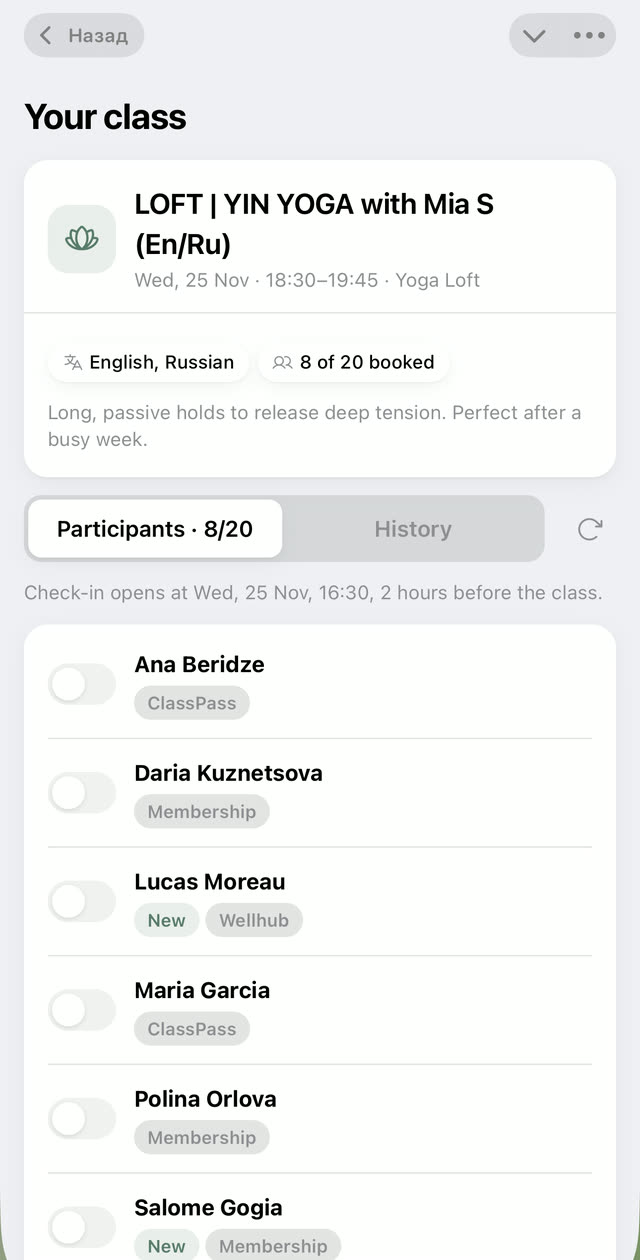 Назад
Your class
LOFT | YIN YOGA with Mia S
(En/Ru)
Wed, 25 Nov · 18:30–19:45 · Yoga Loft
English, Russian
8 of 20 booked
Long, passive holds to release deep tension. Perfect after a
busy week.
Participants · 8/20
History
Check-in opens at Wed, 25 Nov, 16:30, 2 hours before the class.
Ana Beridze
ClassPass
Daria Kuznetsova
Membership
Lucas Moreau
New
Wellhub
Maria Garcia
ClassPass
Polina Orlova
Membership
Salome Gogia
New
Membership